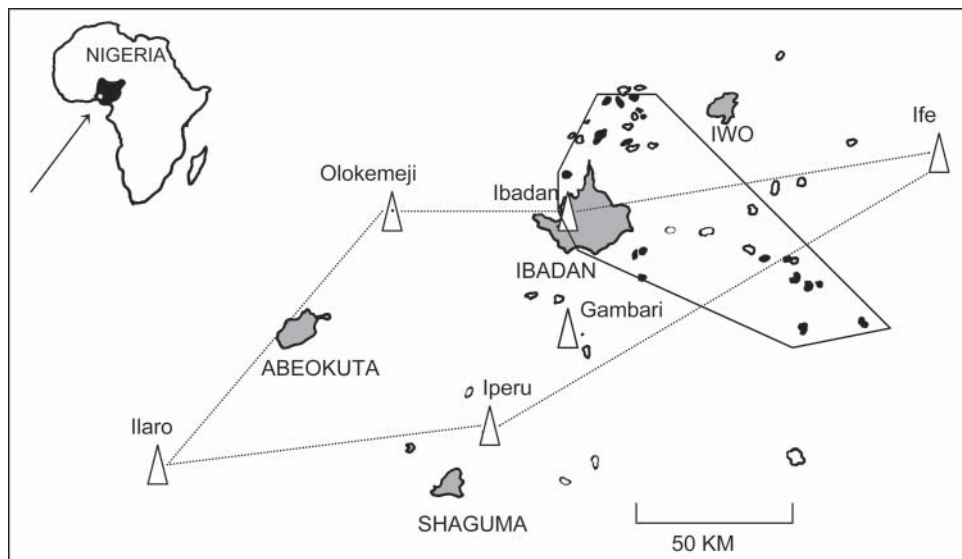 NIGERIA
Ife
IWO
Olokemeji
Ibadan
IBADAN
Gambari
ABEOKUTA
Iperu
Ilaro
SHAGUMA
50 KM